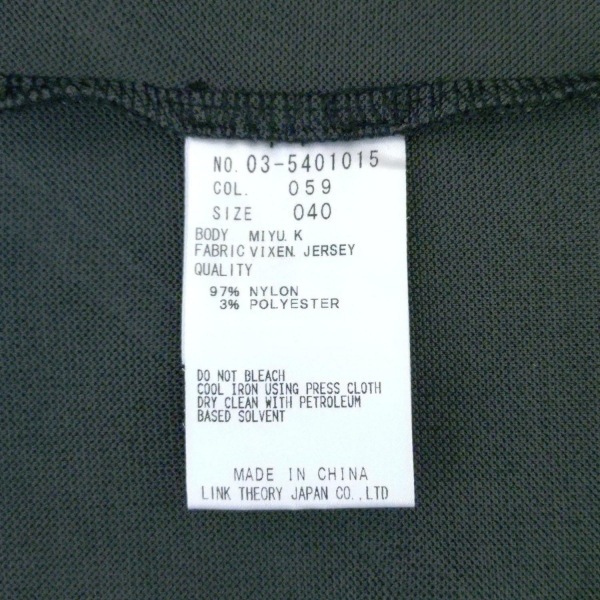 NO. 03-5401015
COL. 059
SIZE 040
BODY MIYU. K
FABRIC VIXEN. JERSEY
QUALITY
97% NYLON
3% POLYESTER
DO NOT BLEACH
COOL IRON USING PRESS CLOTH
DRY CLEAN WITH PETROLEUM
BASED SOLVENT
MADE IN CHINA
LINK THEORY JAPAN CO.,LTD